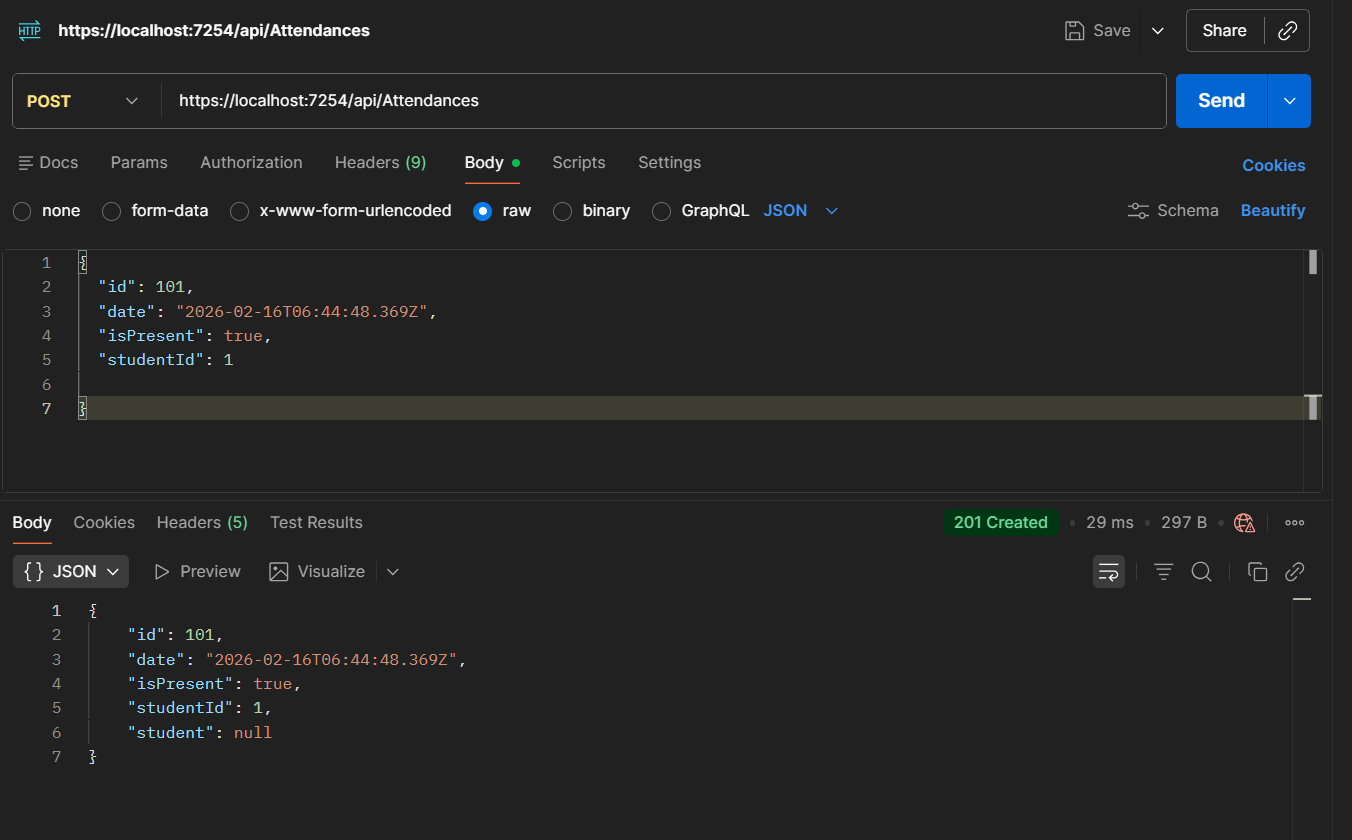 HTTP https://localhost:7254/api/Attendances Save Share
POST https://localhost:7254/api/Attendances Send
Docs Params Authorization Headers (9) Body Scripts Settings Cookies
none form-data x-www-form-urlencoded raw binary GraphQL JSON Schema Beautify
1 {
2 "id": 101,
3 "date": "2026-02-16T06:44:48.369Z",
4 "isPresent": true,
5 "studentId": 1
6
7 }
Body Cookies Headers (5) Test Results 201 Created • 29 ms • 297 B •
{} JSON Preview Visualize
1 {
2 "id": 101,
3 "date": "2026-02-16T06:44:48.369Z",
4 "isPresent": true,
5 "studentId": 1,
6 "student": null
7 }